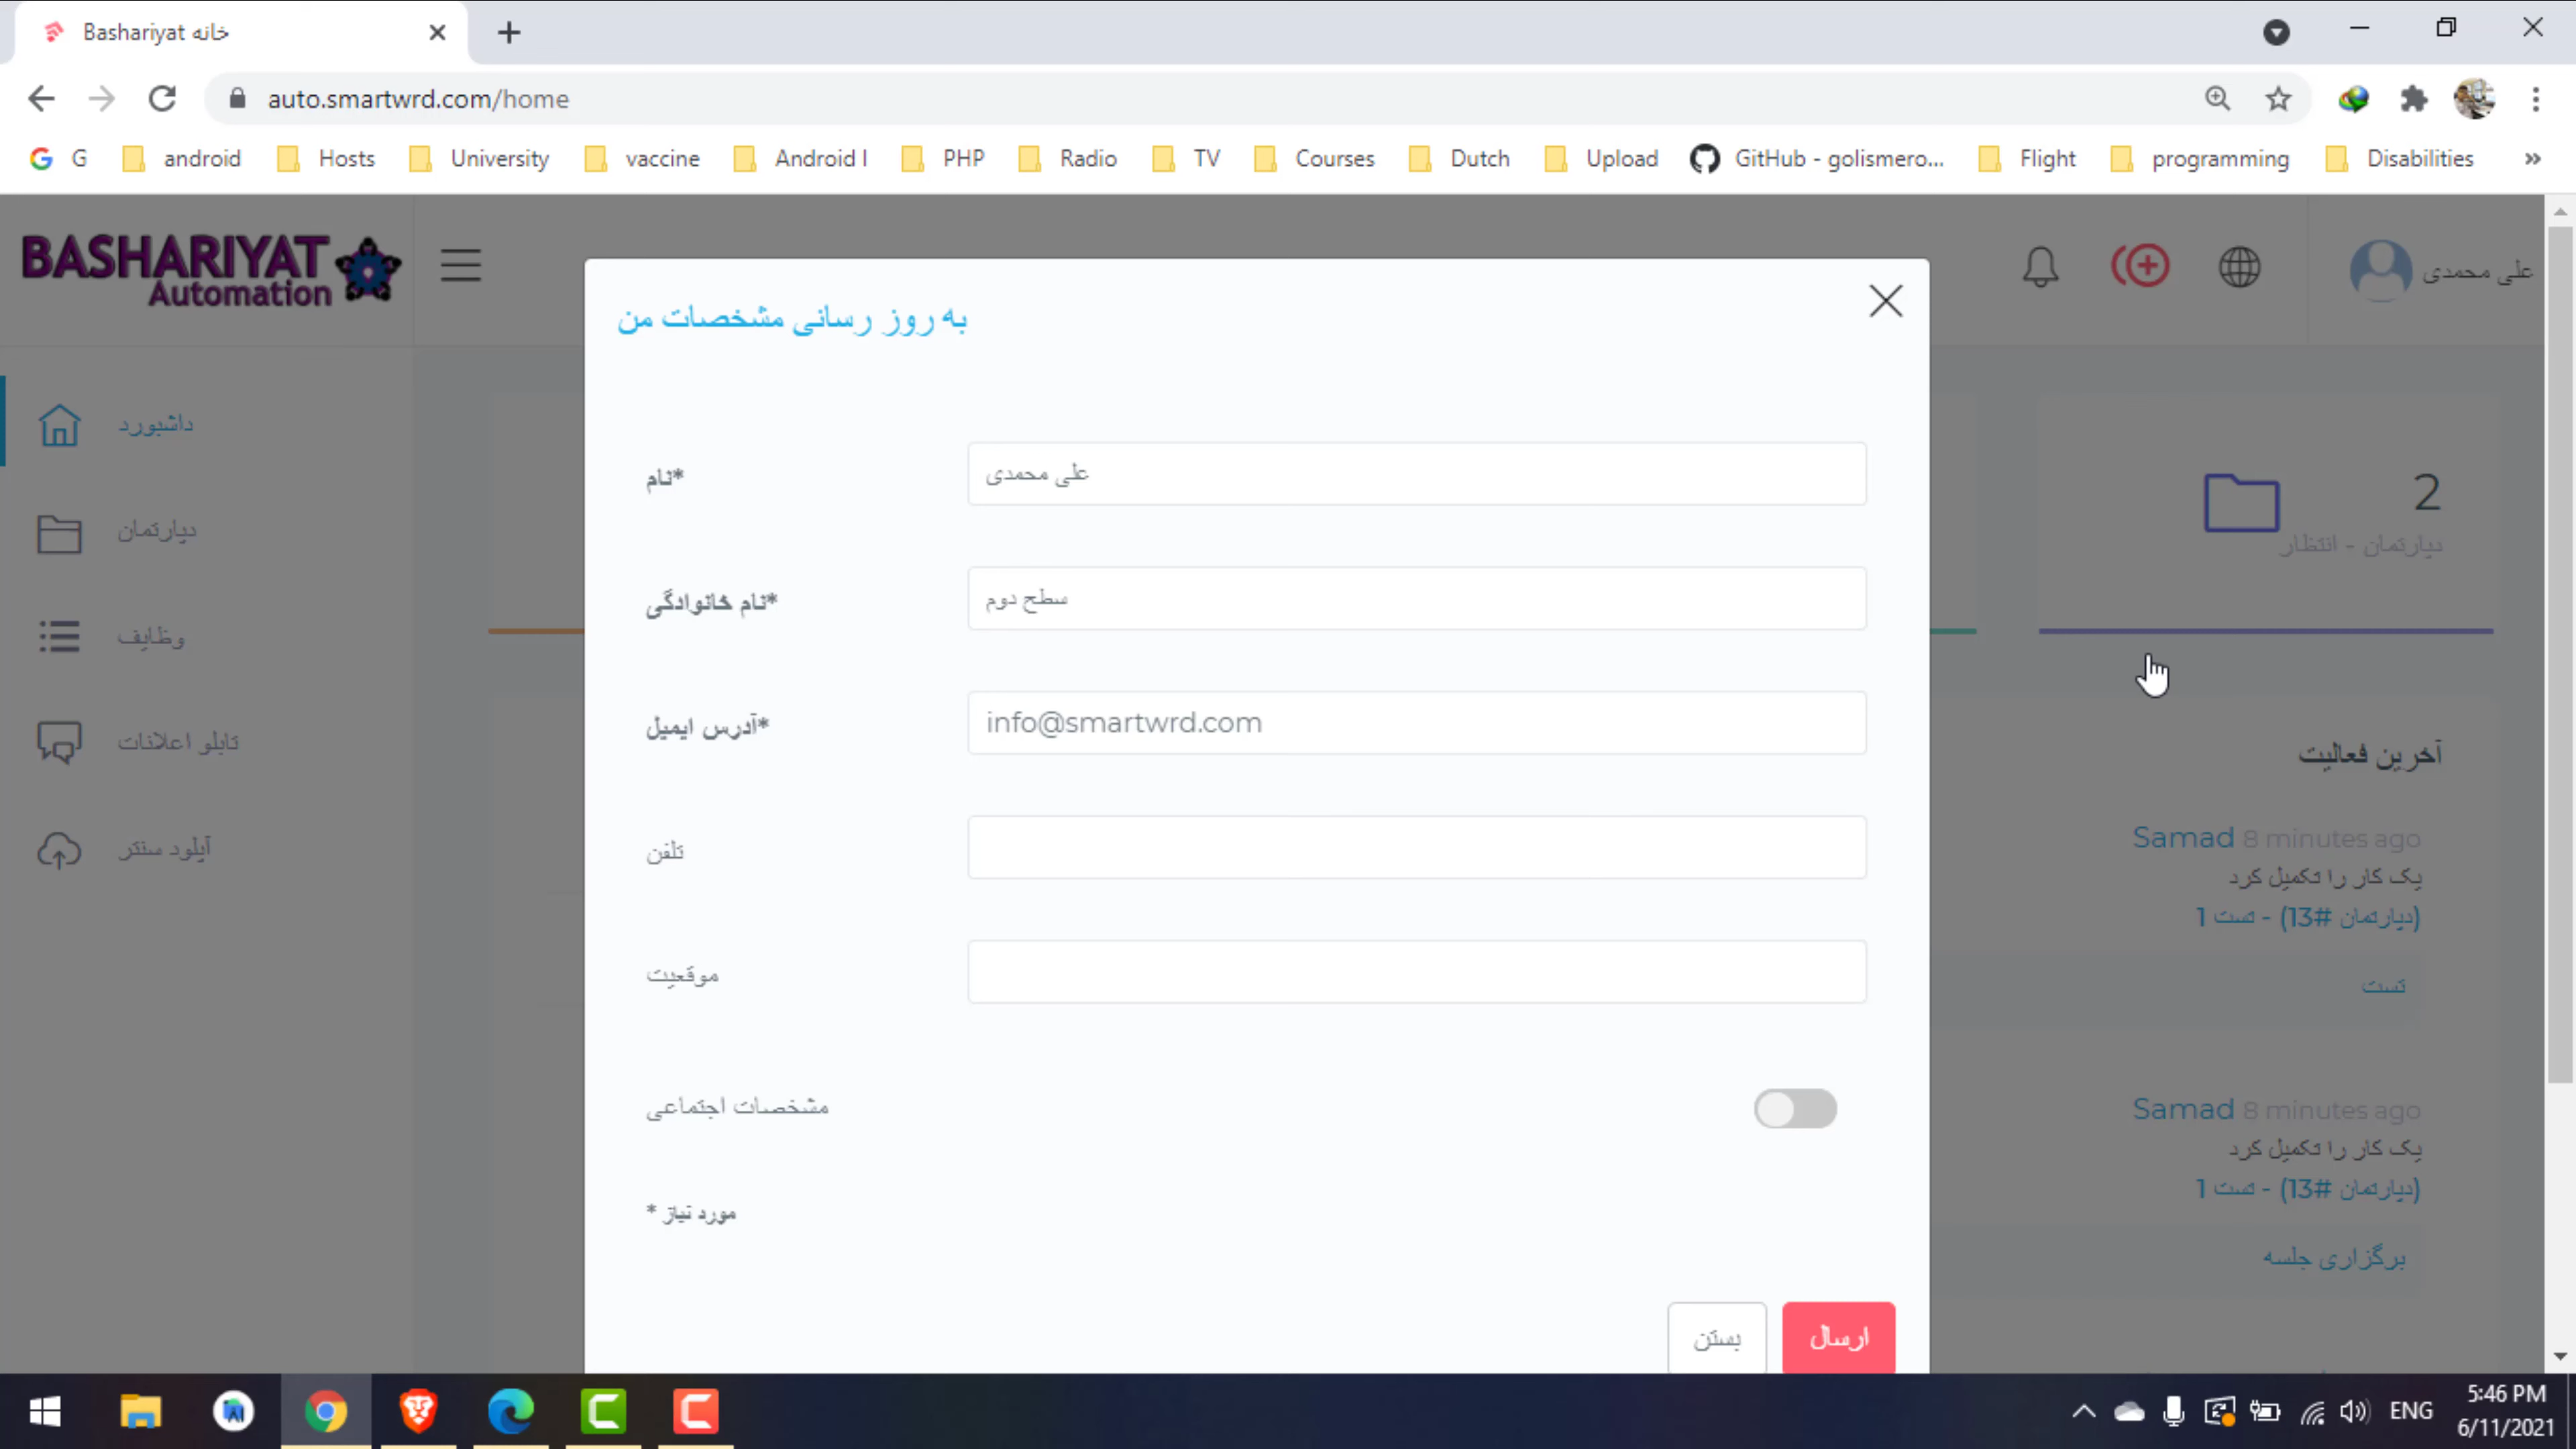 Bashariyat خانه
auto.smartwrd.com/home
G
android
Hosts
University
vaccine
Android I
PHP
Radio
TV
Courses
Dutch
Upload
GitHub - golismero...
Flight
programming
Disabilities
»
BASHARIYAT
Automation
علی محمدی
داشبورد
دپارتمان
وظایف
تابلو اعلانات
آپلود سنتر
به روز رسانی مشخصات من
نام*
علی محمدی
نام خانوادگی*
سطح دوم
آدرس ایمیل*
info@smartwrd.com
تلفن
موقعیت
مشخصات اجتماعی
* مورد نیاز
بستن
ارسال
2
دپارتمان - انتظار
آخرین فعالیت
Samad 8 minutes ago
یک کار را تکمیل کرد
(دپارتمان #13) - تست 1
تست
Samad 8 minutes ago
یک کار را تکمیل کرد
(دپارتمان #13) - تست 1
برگزاری جلسه
ENG
5:46 PM
6/11/2021